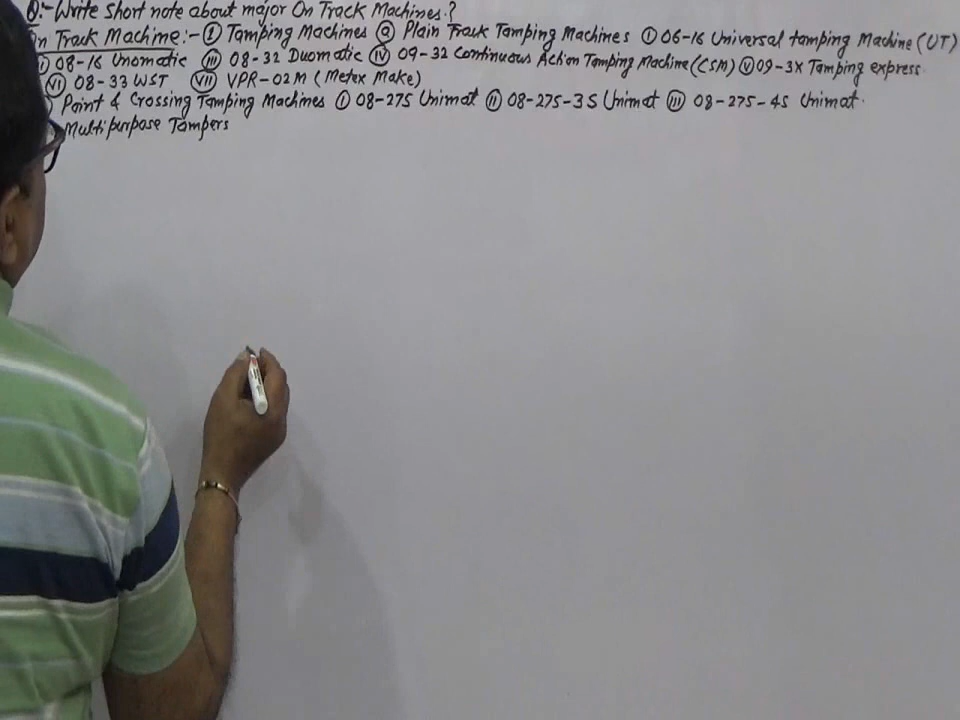 Q:- Write short note about major On Track Machines.?
n Track Machine:- ① Tamping Machines ⓐ Plain Track Tamping Machines ① 06-16 Universal tamping Machine (UT)
08-16 Unomatic ⓘⓘⓘ 08-32 Duomatic ⓘⓥ 09-32 Continuous Action Tamping Machine (CSM) ⓥ 09-3X Tamping express.
Ⓥⓘ 08-33 WST Ⓥⓘⓘ VPR-02M (Metex Make)
Point & Crossing Tamping Machines ⓘ 08-275 Unimat ⓘⓘ 08-275-3S Unimat ⓘⓘⓘ 08-275-4S Unimat.
Multipurpose Tampers